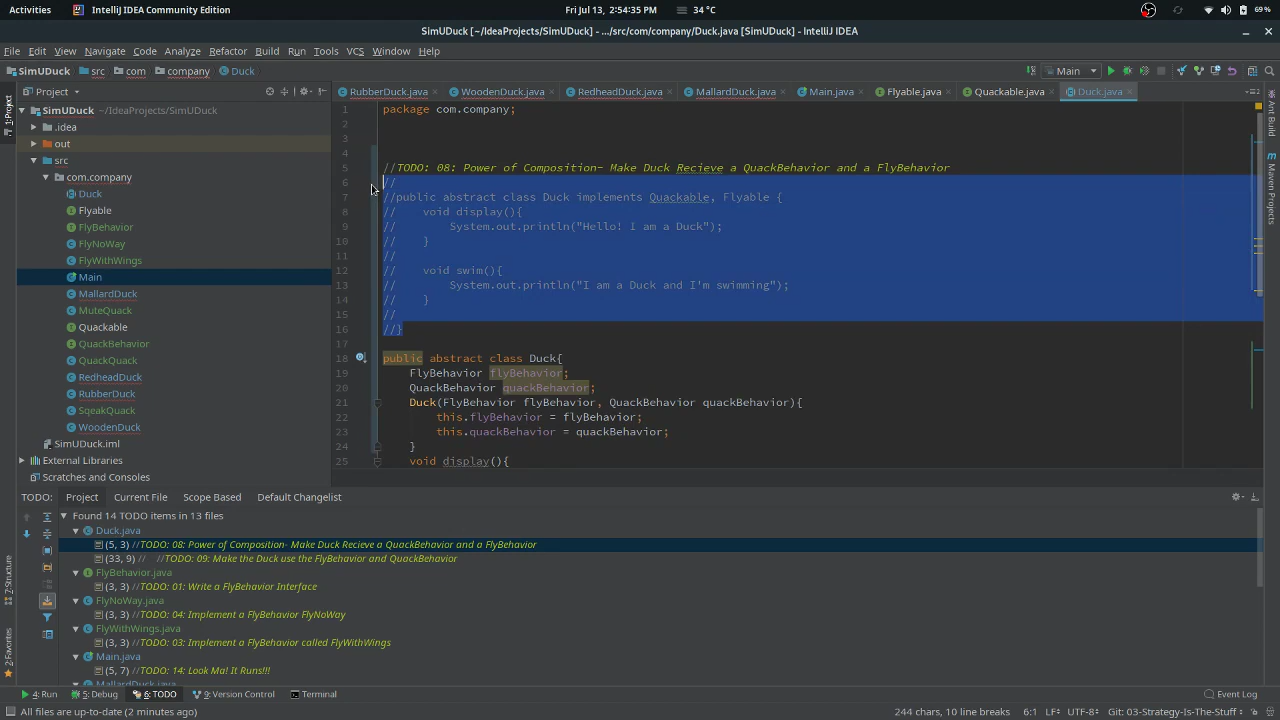 Activities IntelliJ IDEA Community Edition Fri Jul 13, 2:54:35 PM 34 °C 69%
SimUDuck [~/IdeaProjects/SimUDuck] - .../src/com/company/Duck.java [SimUDuck] - IntelliJ IDEA
File Edit View Navigate Code Analyze Refactor Build Run Tools VCS Window Help
SimUDuck src com company Duck Main
Project RubberDuck.java WoodenDuck.java RedheadDuck.java MallardDuck.java Main.java Flyable.java Quackable.java Duck.java
1: Project
Ant Build
Maven Projects
SimUDuck ~/IdeaProjects/SimUDuck
.idea
out
src
com.company
Duck
Flyable
FlyBehavior
FlyNoWay
FlyWithWings
Main
MallardDuck
MuteQuack
Quackable
QuackBehavior
QuackQuack
RedheadDuck
RubberDuck
SqeakQuack
WoodenDuck
SimUDuck.iml
External Libraries
Scratches and Consoles
1 package com.company;
2
3
4
5 //TODO: 08: Power of Composition- Make Duck Recieve a QuackBehavior and a FlyBehavior
6 //
7 //public abstract class Duck implements Quackable, Flyable {
8 // void display(){
9 // System.out.println("Hello! I am a Duck");
10 // }
11 //
12 // void swim(){
13 // System.out.println("I am a Duck and I'm swimming");
14 // }
15 //
16 //}
17
18 public abstract class Duck{
19 FlyBehavior flyBehavior;
20 QuackBehavior quackBehavior;
21 Duck(FlyBehavior flyBehavior, QuackBehavior quackBehavior){
22 this.flyBehavior = flyBehavior;
23 this.quackBehavior = quackBehavior;
24 }
25 void display(){
TODO: Project Current File Scope Based Default Changelist
Found 14 TODO items in 13 files
Duck.java
(5, 3) //TODO: 08: Power of Composition- Make Duck Recieve a QuackBehavior and a FlyBehavior
(33, 9) // //TODO: 09: Make the Duck use the FlyBehavior and QuackBehavior
FlyBehavior.java
(3, 3) //TODO: 01: Write a FlyBehavior Interface
FlyNoWay.java
(3, 3) //TODO: 04: Implement a FlyBehavior FlyNoWay
FlyWithWings.java
(3, 3) //TODO: 03: Implement a FlyBehavior called FlyWithWings
Main.java
(5, 7) //TODO: 14: Look Ma! It Runs!!!
MallardDuck.java
Z: Structure
2: Favorites
4: Run 5: Debug 6: TODO 9: Version Control Terminal Event Log
All files are up-to-date (2 minutes ago) 244 chars, 10 line breaks 6:1 LF UTF-8 Git: 03-Strategy-Is-The-Stuff